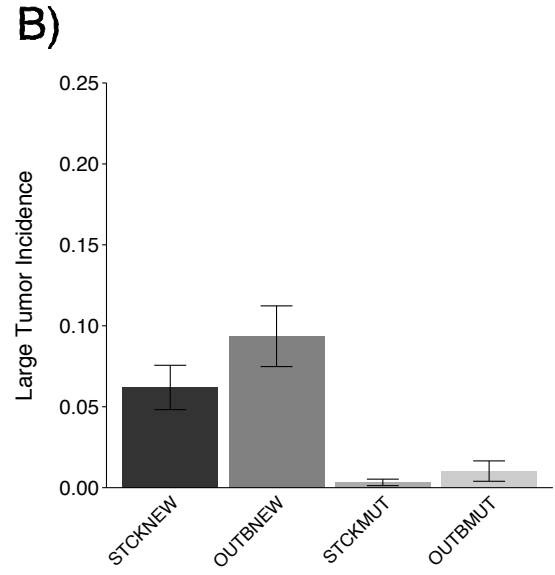 B)
0.25
0.20
0.15
0.10
0.05
0.00
Large Tumor Incidence
STCKNEW
OUTBNEW
STCKMUT
OUTBMUT